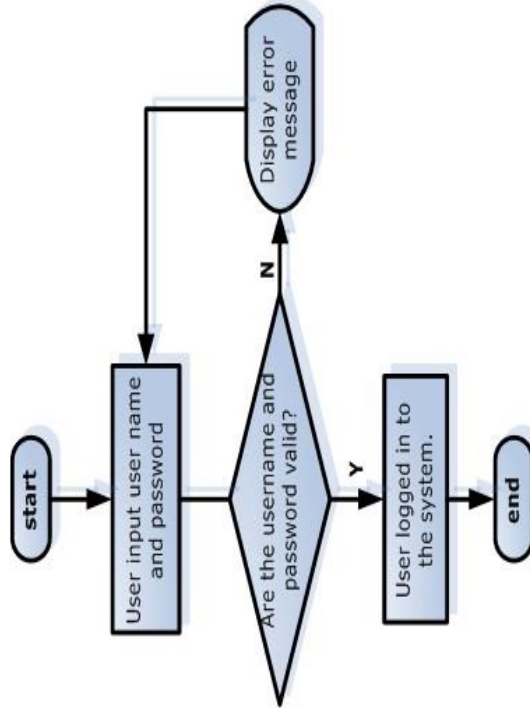 start
User input user name
and password
Are the username and
password valid?
N
Display error
message
Y
User logged in to
the system.
end